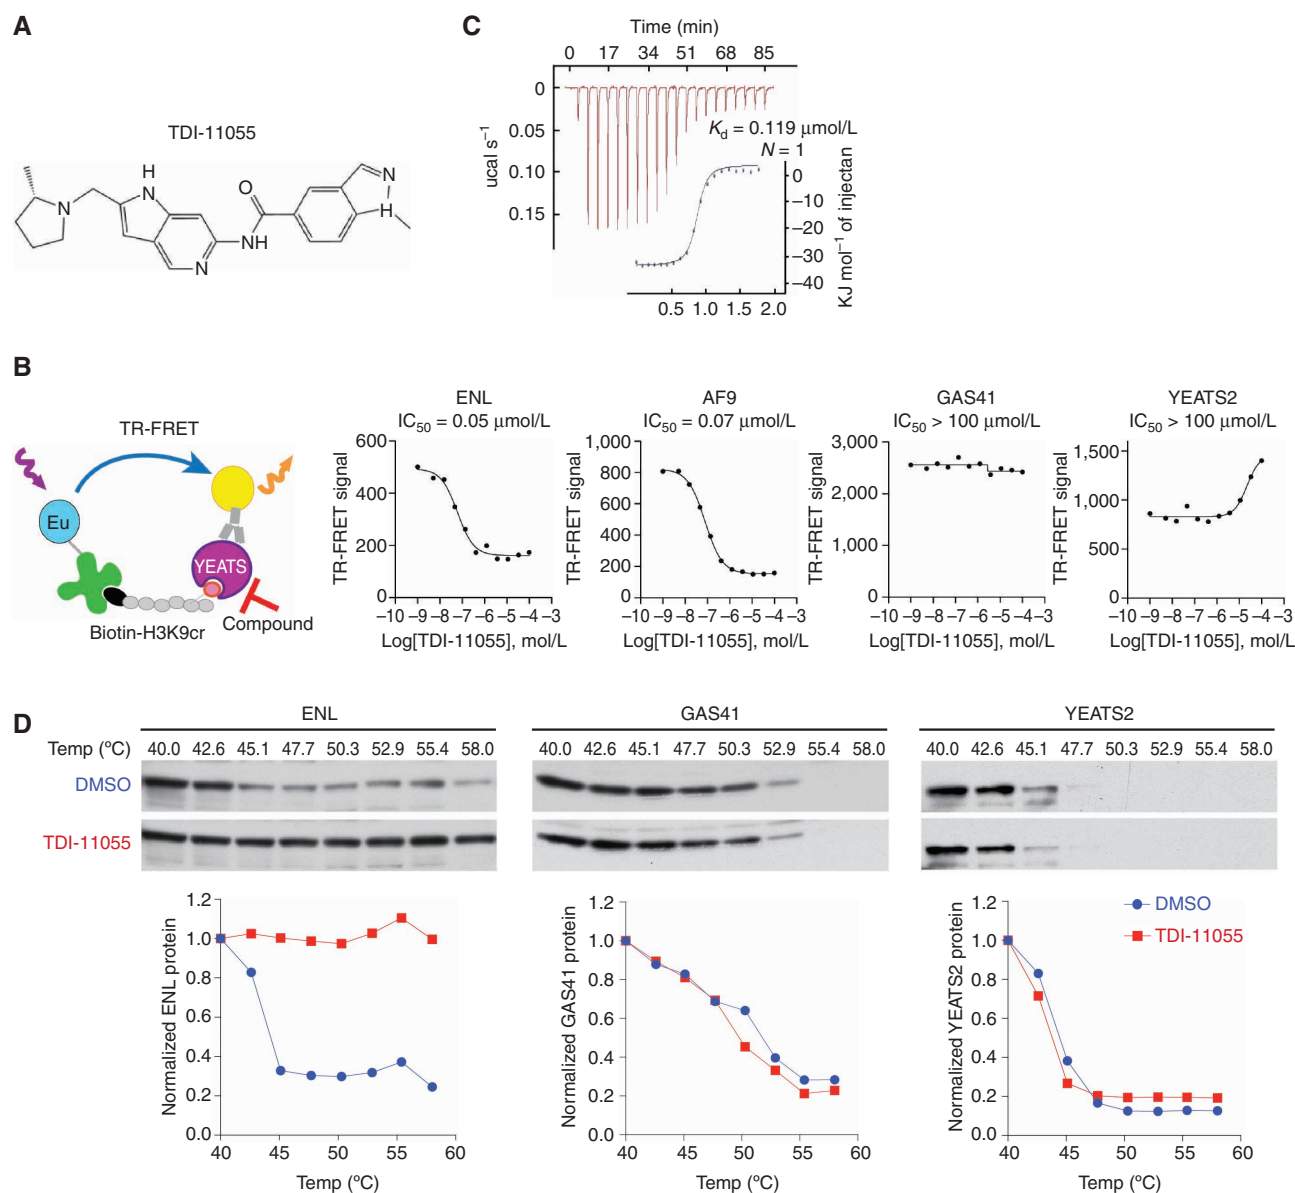 A
TDI-11055
H
N
N
N
O
NH
N
H
C
Time (min)
0 17 34 51 68 85
0
0.05
0.10
0.15
ucal s–1
Kd = 0.119 μmol/L
N = 1
0
–10
–20
–30
–40
KJ mol–1 of injectan
0.5 1.0 1.5 2.0
B
TR-FRET
Eu
YEATS
Biotin-H3K9cr
Compound
ENL
IC50 = 0.05 μmol/L
600
400
200
0
TR-FRET signal
–10 –9 –8 –7 –6 –5 –4 –3
Log[TDI-11055], mol/L
AF9
IC50 = 0.07 μmol/L
1,000
800
600
400
200
0
TR-FRET signal
–10 –9 –8 –7 –6 –5 –4 –3
Log[TDI-11055], mol/L
GAS41
IC50 > 100 μmol/L
3,000
2,000
1,000
0
TR-FRET signal
–10 –9 –8 –7 –6 –5 –4 –3
Log[TDI-11055], mol/L
YEATS2
IC50 > 100 μmol/L
1,500
1,000
500
0
TR-FRET signal
–10 –9 –8 –7 –6 –5 –4 –3
Log[TDI-11055], mol/L
D
ENL
Temp (ºC) 40.0 42.6 45.1 47.7 50.3 52.9 55.4 58.0
DMSO
TDI-11055
GAS41
40.0 42.6 45.1 47.7 50.3 52.9 55.4 58.0
YEATS2
40.0 42.6 45.1 47.7 50.3 52.9 55.4 58.0
1.2
1.0
0.8
0.6
0.4
0.2
0.0
Normalized ENL protein
40 45 50 55 60
Temp (ºC)
1.2
1.0
0.8
0.6
0.4
0.2
0.0
Normalized GAS41 protein
40 45 50 55 60
Temp (ºC)
1.2
1.0
0.8
0.6
0.4
0.2
0.0
Normalized YEATS2 protein
40 45 50 55 60
Temp (ºC)
DMSO
TDI-11055